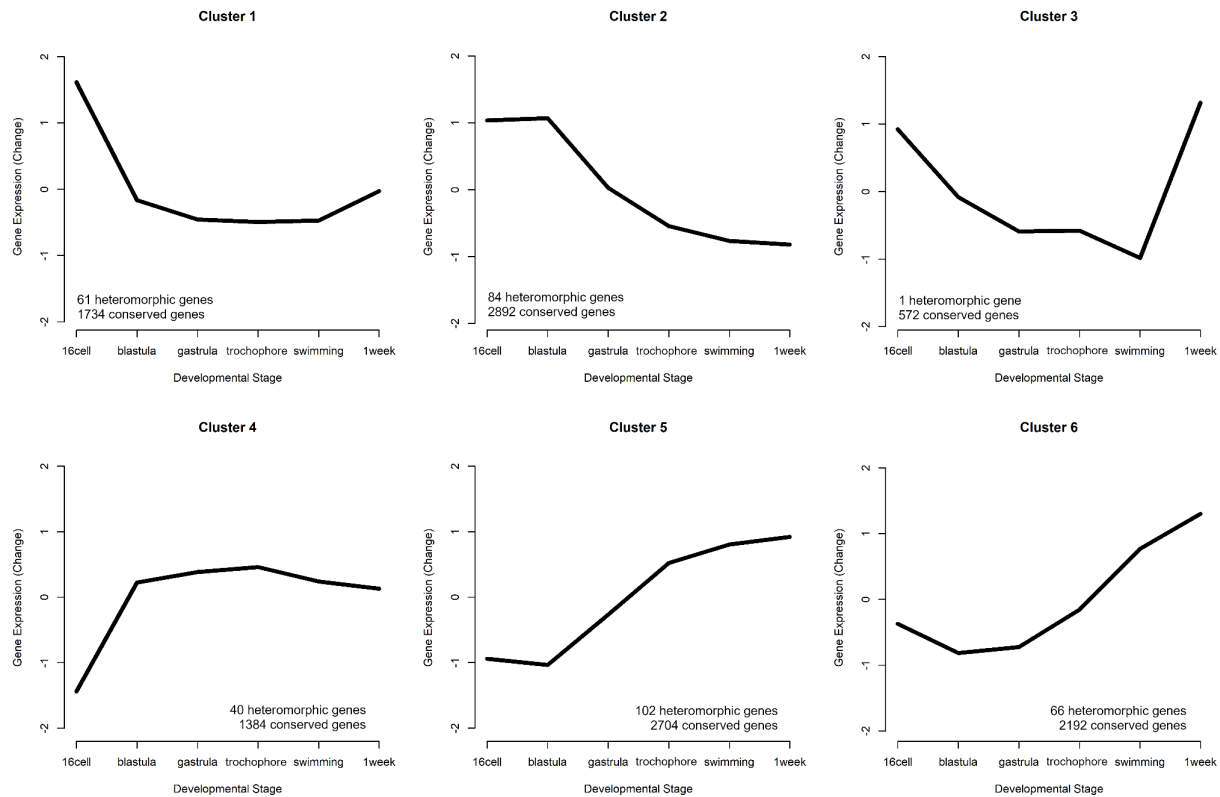 Cluster 1
Gene Expression (Change)
2
1
0
-1
-2
61 heteromorphic genes
1734 conserved genes
16cell blastula gastrula trochophore swimming 1week
Developmental Stage
Cluster 2
Gene Expression (Change)
2
1
0
-1
-2
84 heteromorphic genes
2892 conserved genes
16cell blastula gastrula trochophore swimming 1week
Developmental Stage
Cluster 3
Gene Expression (Change)
2
1
0
-1
-2
1 heteromorphic gene
572 conserved genes
16cell blastula gastrula trochophore swimming 1week
Developmental Stage
Cluster 4
Gene Expression (Change)
2
1
0
-1
-2
40 heteromorphic genes
1384 conserved genes
16cell blastula gastrula trochophore swimming 1week
Developmental Stage
Cluster 5
Gene Expression (Change)
2
1
0
-1
-2
102 heteromorphic genes
2704 conserved genes
16cell blastula gastrula trochophore swimming 1week
Developmental Stage
Cluster 6
Gene Expression (Change)
2
1
0
-1
-2
66 heteromorphic genes
2192 conserved genes
16cell blastula gastrula trochophore swimming 1week
Developmental Stage